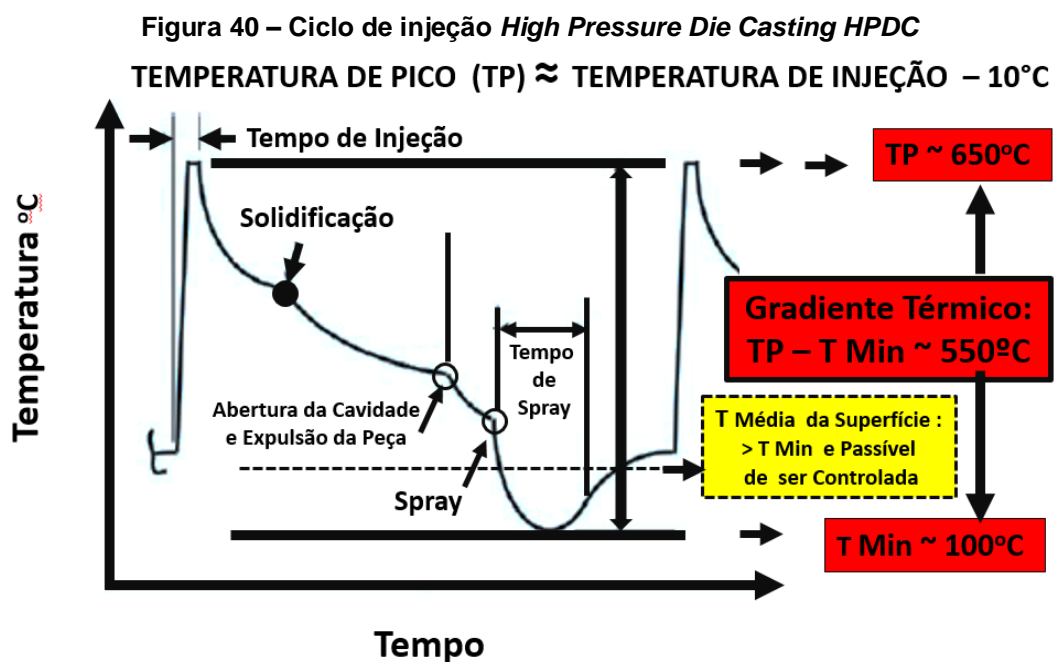 Figura 40 – Ciclo de injeção High Pressure Die Casting HPDC
TEMPERATURA DE PICO (TP) ≈ TEMPERATURA DE INJEÇÃO – 10°C
Tempo de Injeção
TP ~ 650ºC
Temperatura ºC
Solidificação
Gradiente Térmico:
TP – T Min ~ 550ºC
Tempo
de
Spray
Abertura da Cavidade
e Expulsão da Peça
T Média da Superfície :
> T Min e Passível
de ser Controlada
Spray
T Min ~ 100ºC
Tempo